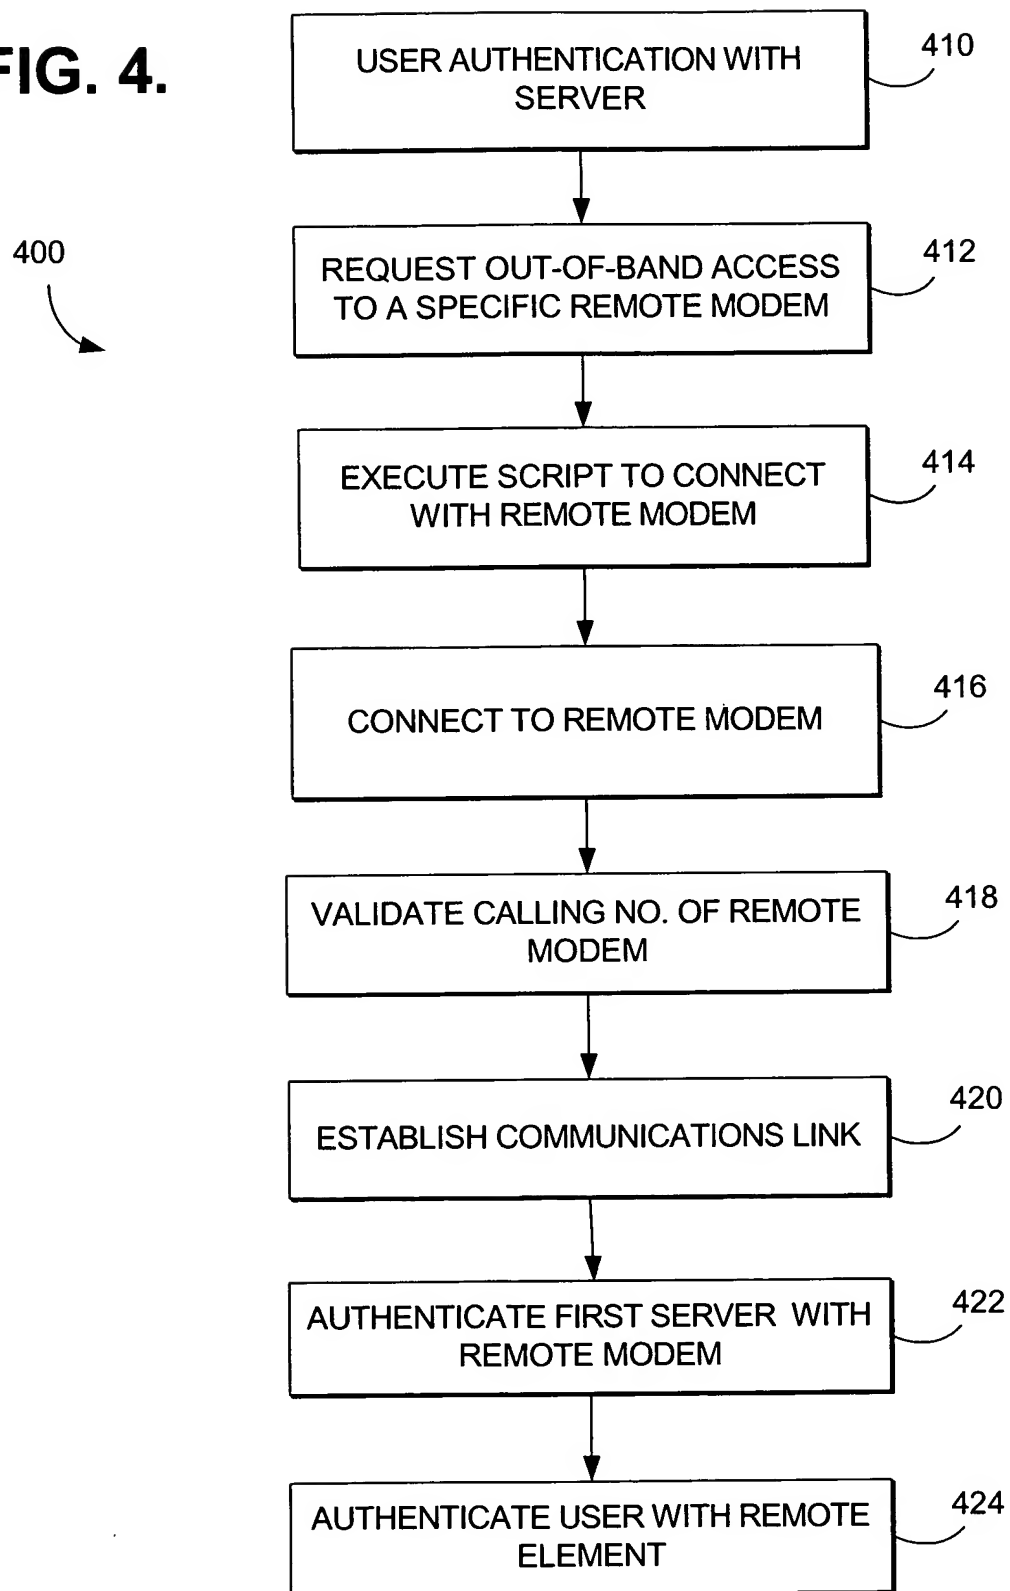 FIG. 4.
400
USER AUTHENTICATION WITH
SERVER
410
REQUEST OUT-OF-BAND ACCESS
TO A SPECIFIC REMOTE MODEM
412
EXECUTE SCRIPT TO CONNECT
WITH REMOTE MODEM
414
CONNECT TO REMOTE MODEM
416
VALIDATE CALLING NO. OF REMOTE
MODEM
418
ESTABLISH COMMUNICATIONS LINK
420
AUTHENTICATE FIRST SERVER WITH
REMOTE MODEM
422
AUTHENTICATE USER WITH REMOTE
ELEMENT
424